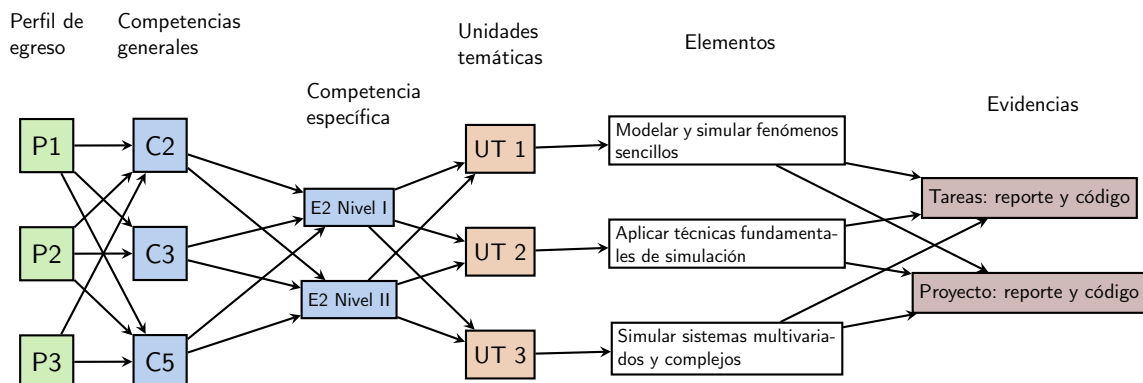 Perfil de
egreso
Competencias
generales
Competencia
específica
Unidades
temáticas
Elementos
Evidencias
P1
P2
P3
C2
C3
C5
E2 Nivel I
E2 Nivel II
UT 1
UT 2
UT 3
Modelar y simular fenómenos
sencillos
Aplicar técnicas fundamenta-
les de simulación
Simular sistemas multivaria-
dos y complejos
Tareas: reporte y código
Proyecto: reporte y código